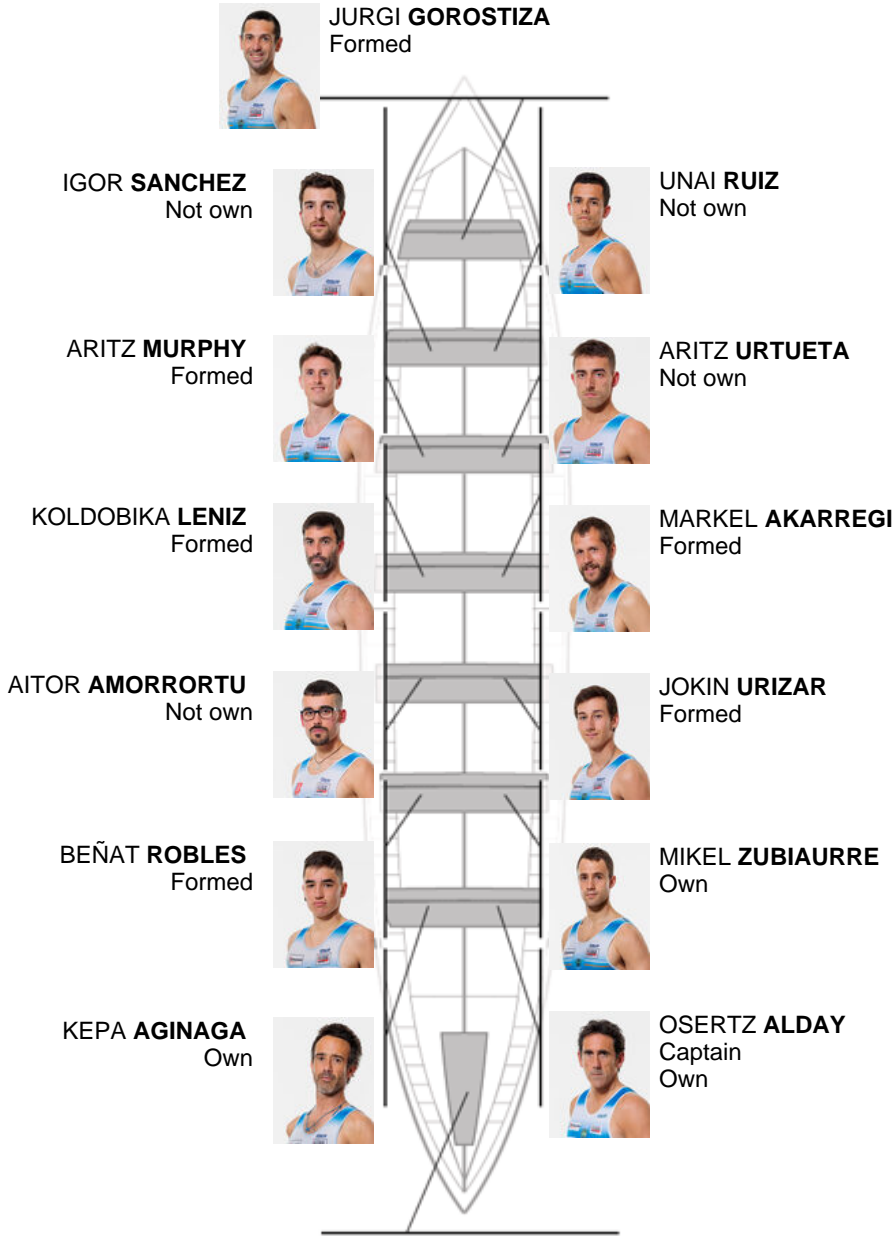 JURGI GOROSTIZA
Formed
IGOR SANCHEZ
Not own
UNAI RUIZ
Not own
ARITZ MURPHY
Formed
ARITZ URTUETA
Not own
KOLDOBIKA LENIZ
Formed
MARKEL AKARREGI
Formed
AITOR AMORRORTU
Not own
JOKIN URIZAR
Formed
BEÑAT ROBLES
Formed
MIKEL ZUBIAURRE
Own
KEPA AGINAGA
Own
OSERTZ ALDAY
Captain
Own